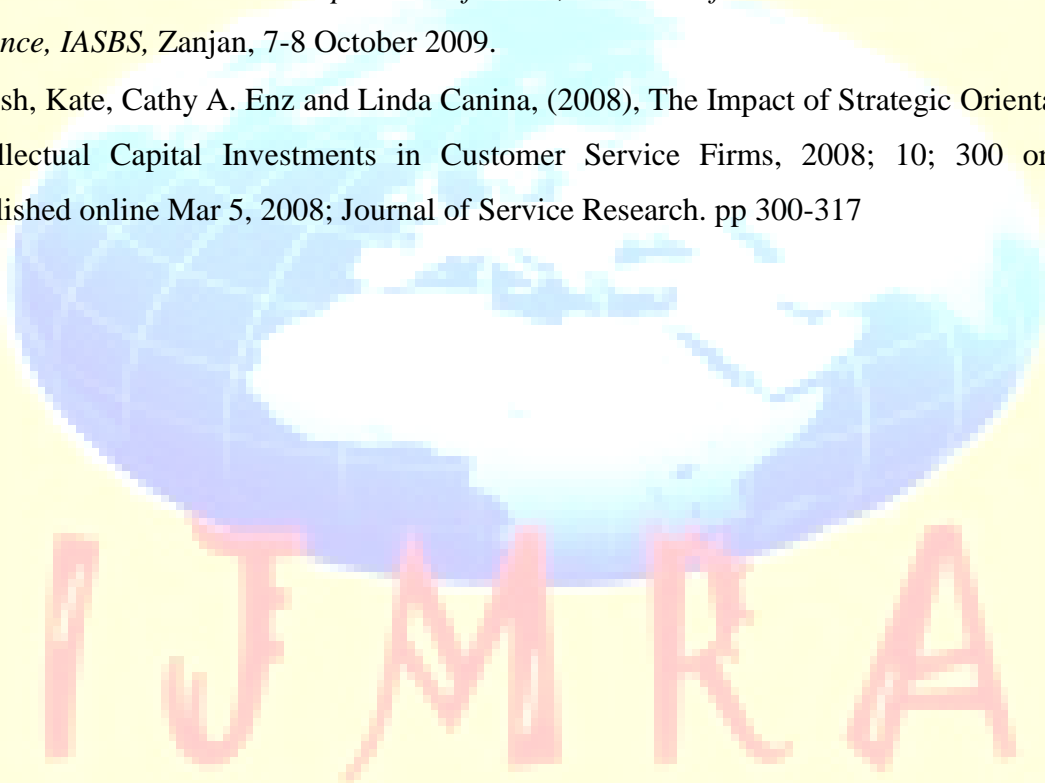 nce, IASBS, Zanjan, 7-8 October 2009.
sh, Kate, Cathy A. Enz and Linda Canina, (2008), The Impact of Strategic Orienta
llectual Capital Investments in Customer Service Firms, 2008; 10; 300 or
lished online Mar 5, 2008; Journal of Service Research. pp 300-317
IJMRA